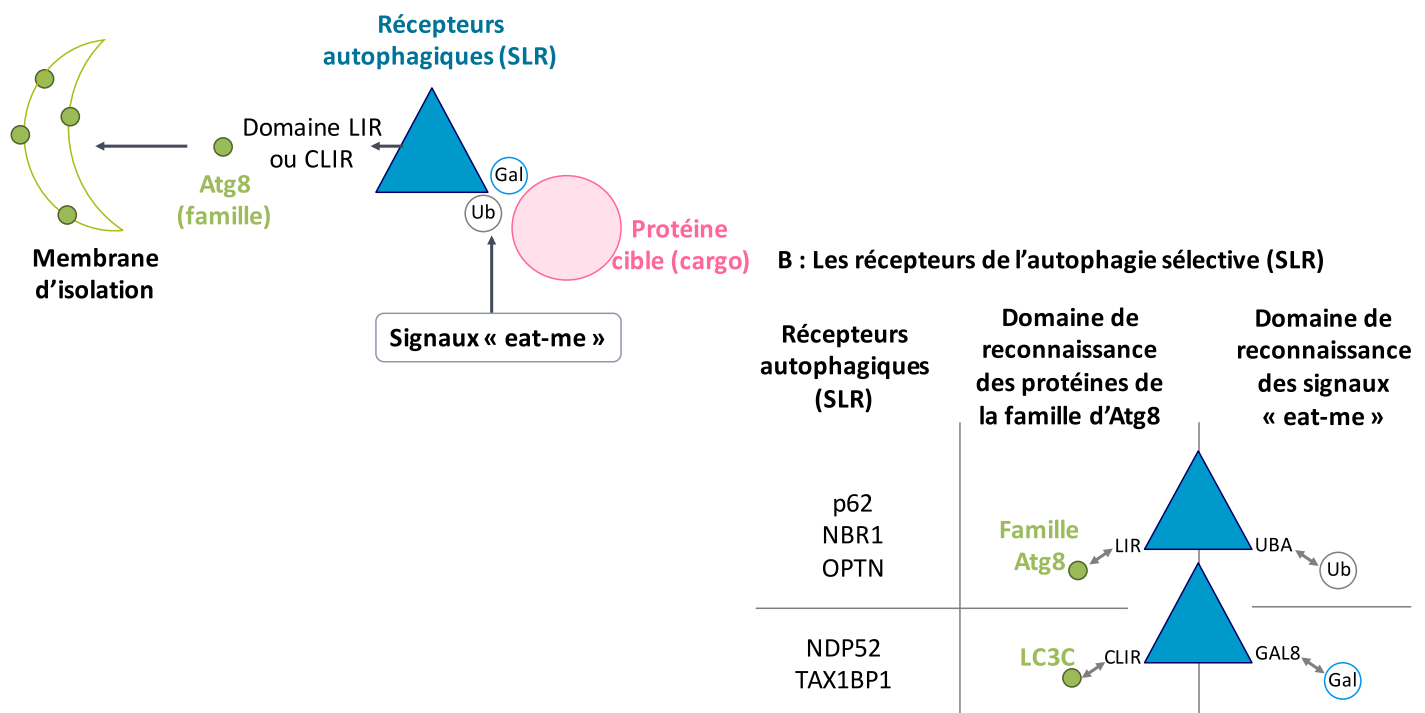 Récepteurs
autophagiques (SLR)
Domaine LIR
ou CLIR
Atg8
(famille)
Gal
Ub
Membrane
d’isolation
Protéine
cible (cargo)
Signaux « eat-me »
B : Les récepteurs de l’autophagie sélective (SLR)
Récepteurs
autophagiques
(SLR)
Domaine de
reconnaissance
des protéines de
la famille d’Atg8
Domaine de
reconnaissance
des signaux
« eat-me »
p62
NBR1
OPTN
Famille
Atg8
LIR
UBA
Ub
NDP52
TAX1BP1
LC3C
CLIR
GAL8
Gal